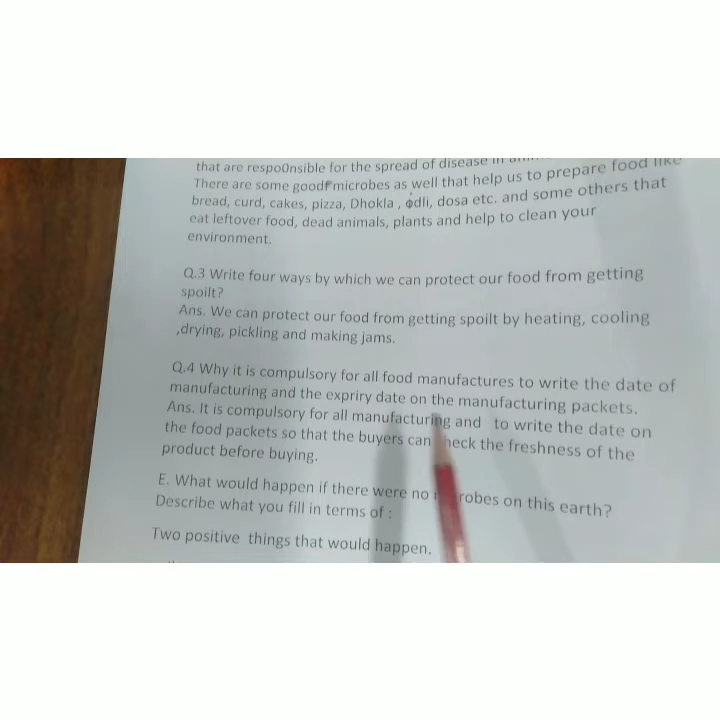 that are respo0nsible for the spread of disease in
There are some good microbes as well that help us to prepare food like
bread, curd, cakes, pizza, Dhokla , dli, dosa etc. and some others that
eat leftover food, dead animals, plants and help to clean your
environment.
Q.3 Write four ways by which we can protect our food from getting
spoilt?
Ans. We can protect our food from getting spoilt by heating, cooling
,drying, pickling and making jams.
Q.4 Why it is compulsory for all food manufactures to write the date of
manufacturing and the expriry date on the manufacturing packets.
Ans. It is compulsory for all manufacturing and to write the date on
the food packets so that the buyers can heck the freshness of the
product before buying.
E. What would happen if there were no robes on this earth?
Describe what you fill in terms of :
Two positive things that would happen.